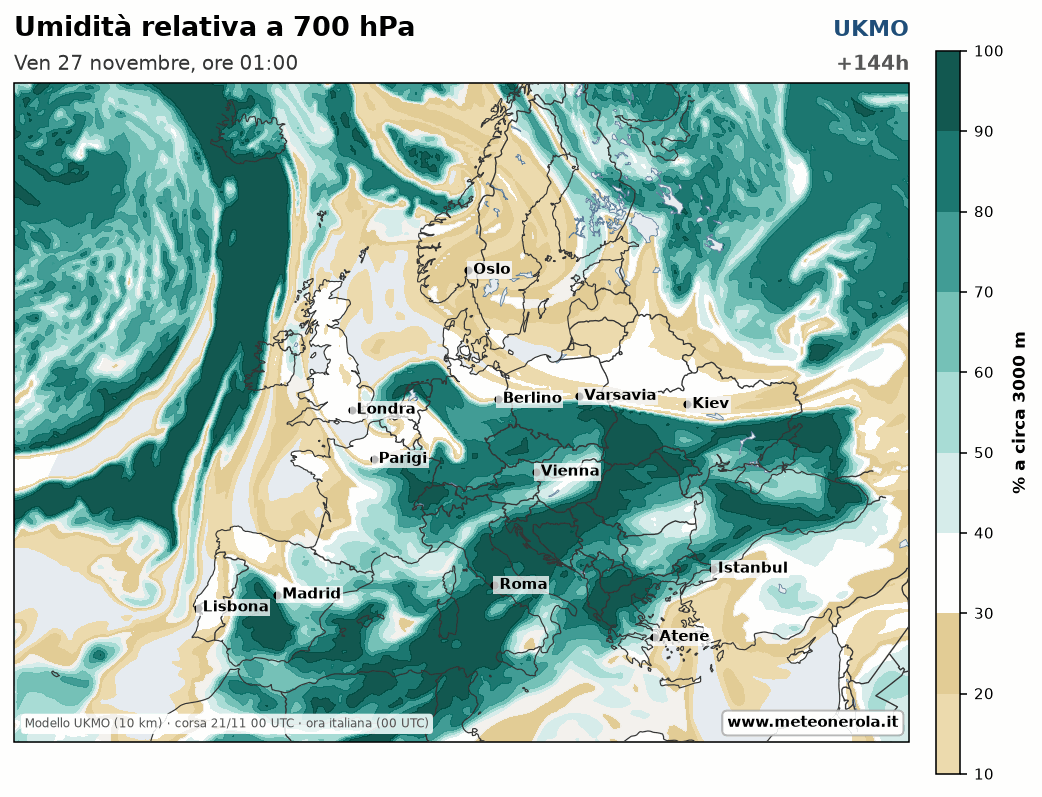 Umidità relativa a 700 hPa
UKMO
Ven 27 novembre, ore 01:00
+144h
100
90
80
70
60
50
40
30
20
10
% a circa 3000 m
Oslo
Berlino
Varsavia
Kiev
Londra
Parigi
Vienna
Istanbul
Roma
Madrid
Lisbona
Atene
Modello UKMO (10 km) · corsa 21/11 00 UTC · ora italiana (00 UTC)
www.meteonerola.it